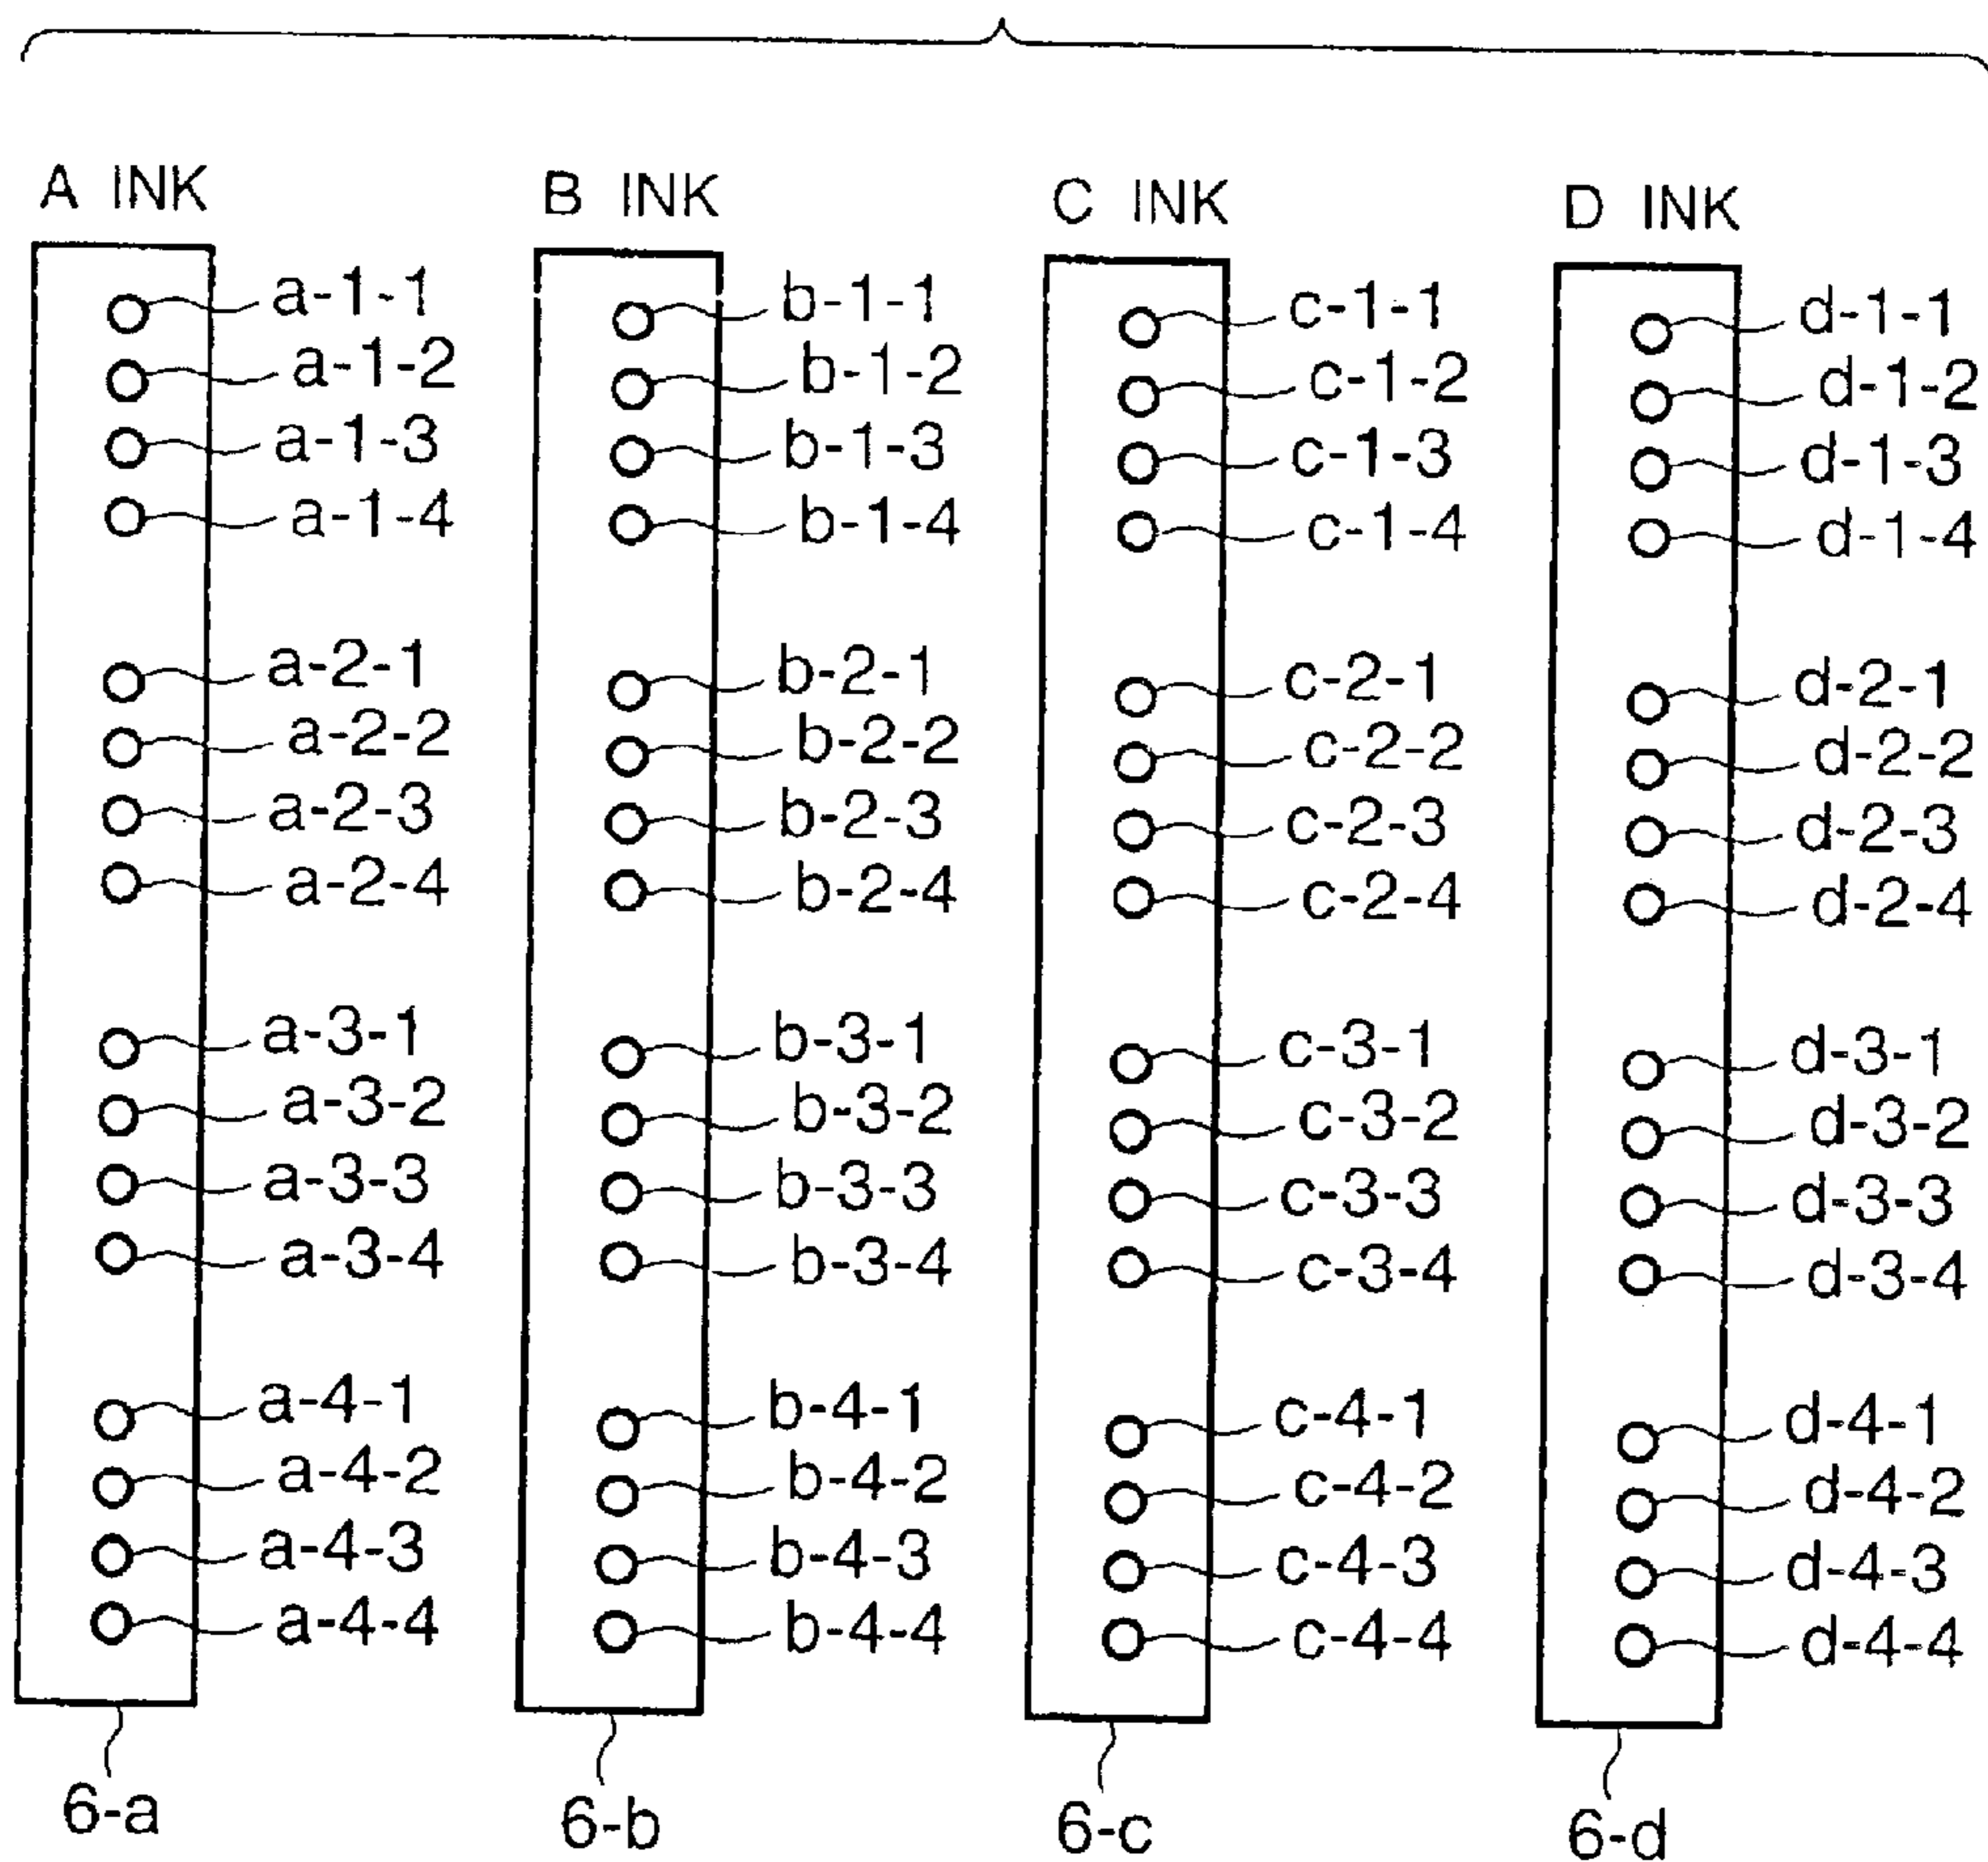 A INK B INK C INK D INK
a-1-1 b-1-1 c-1-1 d-1-1
a-1-2 b-1-2 c-1-2 d-1-2
a-1-3 b-1-3 c-1-3 d-1-3
a-1-4 b-1-4 c-1-4 d-1-4
a-2-1 b-2-1 c-2-1 d-2-1
a-2-2 b-2-2 c-2-2 d-2-2
a-2-3 b-2-3 c-2-3 d-2-3
a-2-4 b-2-4 c-2-4 d-2-4
a-3-1 b-3-1 c-3-1 d-3-1
a-3-2 b-3-2 c-3-2 d-3-2
a-3-3 b-3-3 c-3-3 d-3-3
a-3-4 b-3-4 c-3-4 d-3-4
a-4-1 b-4-1 c-4-1 d-4-1
a-4-2 b-4-2 c-4-2 d-4-2
a-4-3 b-4-3 c-4-3 d-4-3
a-4-4 b-4-4 c-4-4 d-4-4
6-a 6-b 6-c 6-d